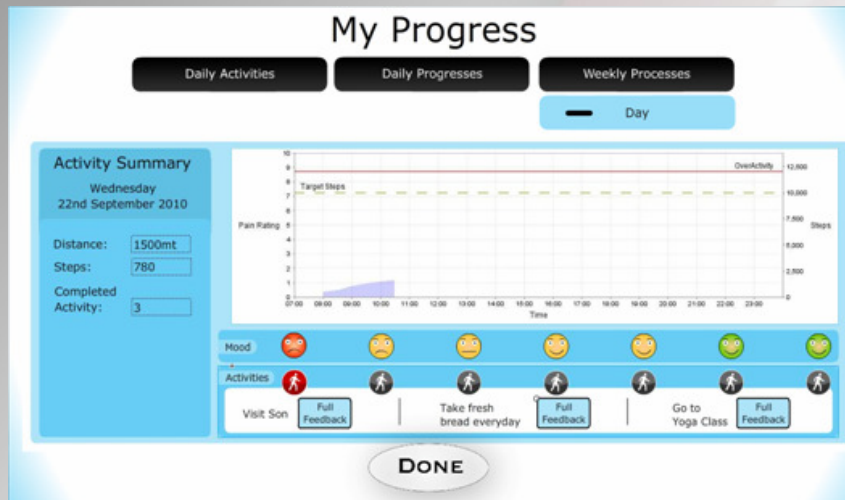 My Progress
Daily Activities
Daily Progresses
Weekly Processes
Day
Activity Summary
Wednesday
22nd September 2010
Distance: 1500mt
Steps: 780
Completed
Activity: 3
10
9
8
7
6
5
4
3
2
1
0
Pain Rating
OverActivity
Target Steps
12,500
10,000
7,500
5,000
2,500
0
Steps
07:00 08:00 09:00 10:00 11:00 12:00 13:00 14:00 15:00 16:00 17:00 18:00 19:00 20:00 21:00 22:00 23:00
Time
Mood
Activities
Visit Son
Full
Feedback
Take fresh
bread everyday
Full
Feedback
Go to
Yoga Class
Full
Feedback
DONE